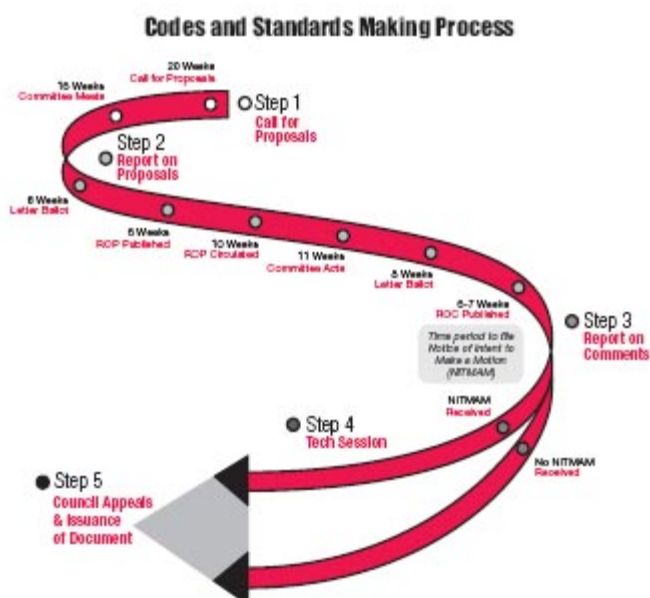 Codes and Standards Making Process
20 Weeks
Call for Proposals
16 Weeks
Committee Meets
Step 1
Call for
Proposals
Step 2
Report on
Proposals
8 Weeks
Letter Ballot
6 Weeks
ROP Published
10 Weeks
ROP Circulated
11 Weeks
Committee Acts
8 Weeks
Letter Ballot
6-7 Weeks
ROC Published
Step 3
Report on
Comments
Time period to file
Notice of Intent to
Make a Motion
(NITMAM)
NITMAM
Received
Step 4
Tech Session
No NITMAM
Received
Step 5
Council Appeals
& Issuance
of Document